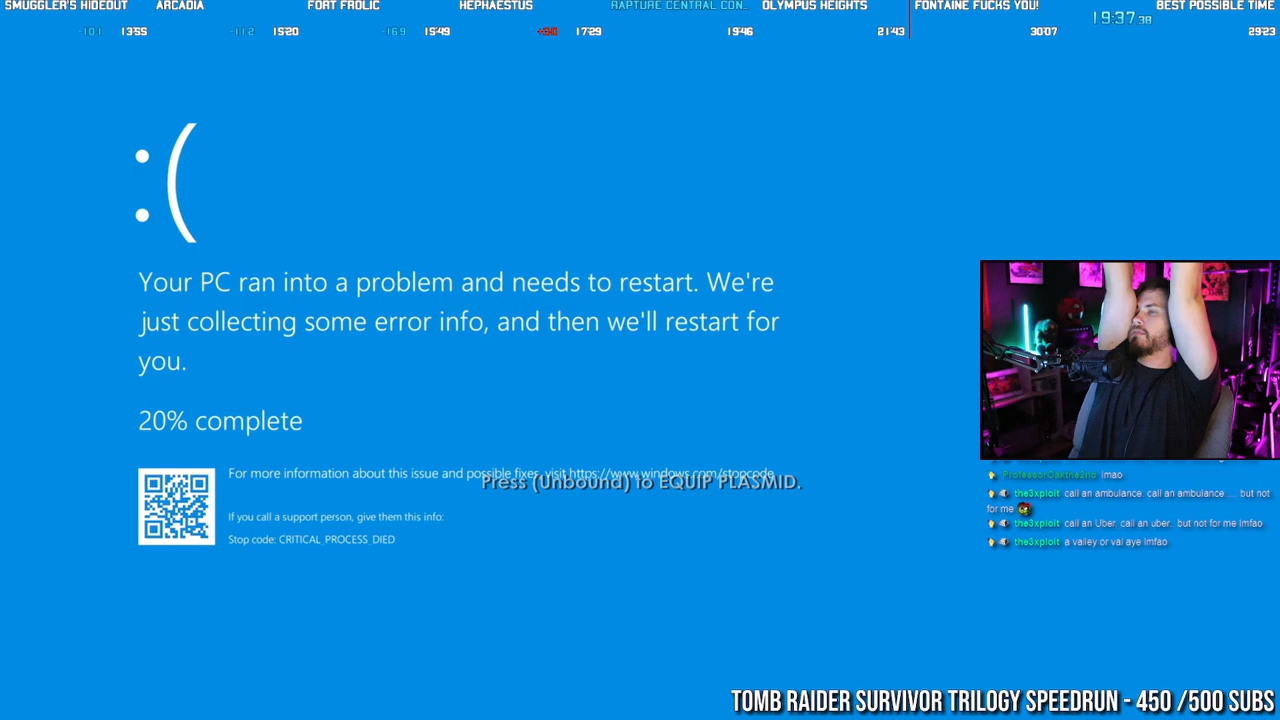 SMUGGLER'S HIDEOUT ARCADIA FORT FROLIC HEPHAESTUS RAPTURE CENTRAL CON... OLYMPUS HEIGHTS FONTAINE FUCKS YOU! BEST POSSIBLE TIME
19:37.38
-10.1 13:55 -11.2 15:20 -16.9 15:49 17:29 19:46 21:43 30:07 29:23
:(
Your PC ran into a problem and needs to restart. We're
just collecting some error info, and then we'll restart for
you.
20% complete
For more information about this issue and possible fixes, visit https://www.windows.com/stopcode
Press (Unbound) to EQUIP PLASMID.
If you call a support person, give them this info:
Stop code: CRITICAL_PROCESS_DIED
lmao
the3xploit call an ambulance. call an ambulance..... but not
for me
the3xploit call an Uber, call an uber.. but not for me lmfao
the3xploit a valley or val aye lmfao
TOMB RAIDER SURVIVOR TRILOGY SPEEDRUN - 450 /500 SUBS